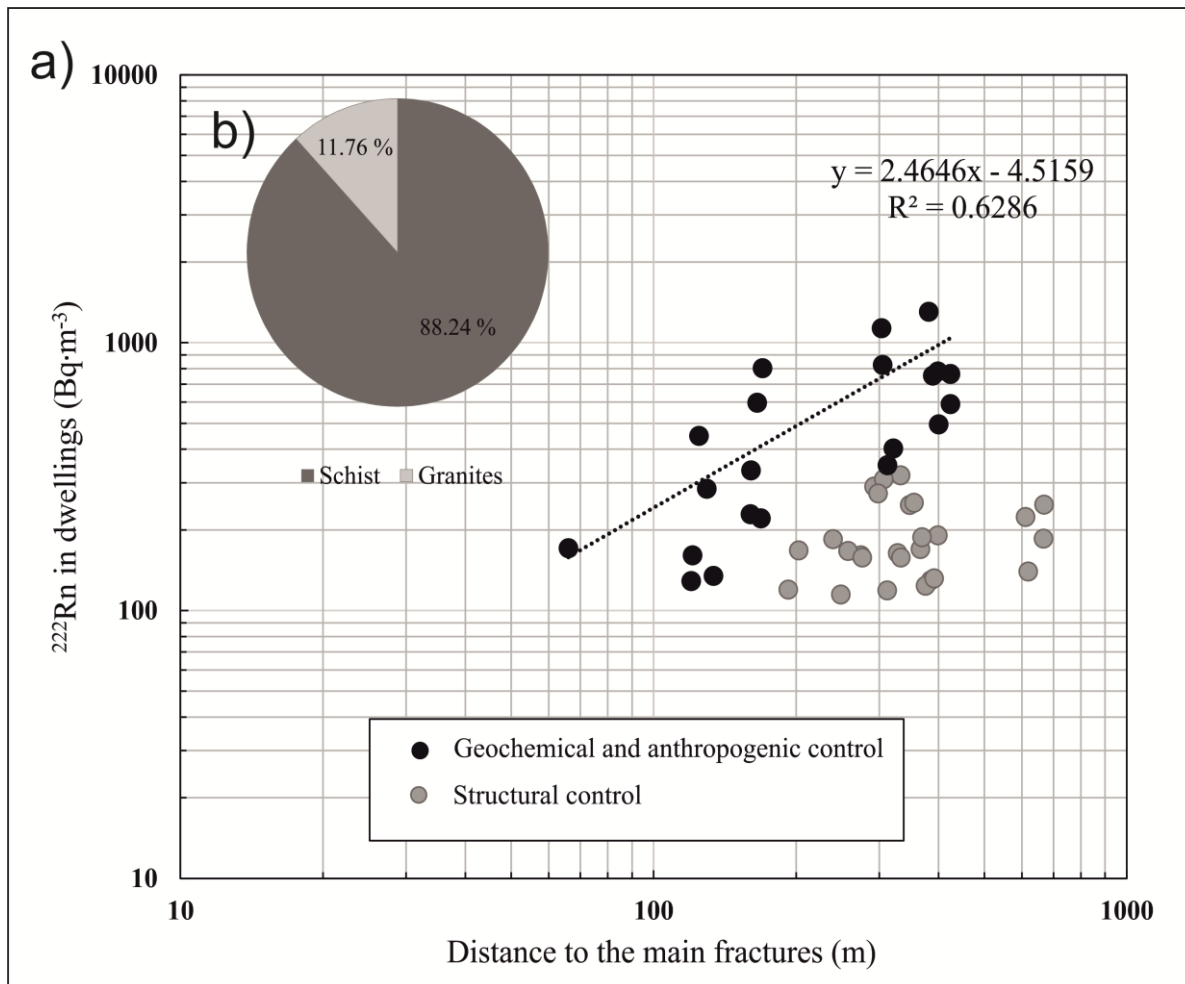 a)
10000
b)
11.76 %
88.24 %
■ Schist ■ Granites
y = 2.4646x - 4.5159
R² = 0.6286
1000
100
10
²²²Rn in dwellings (Bq·m⁻³)
Geochemical and anthropogenic control
Structural control
10 100 1000
Distance to the main fractures (m)